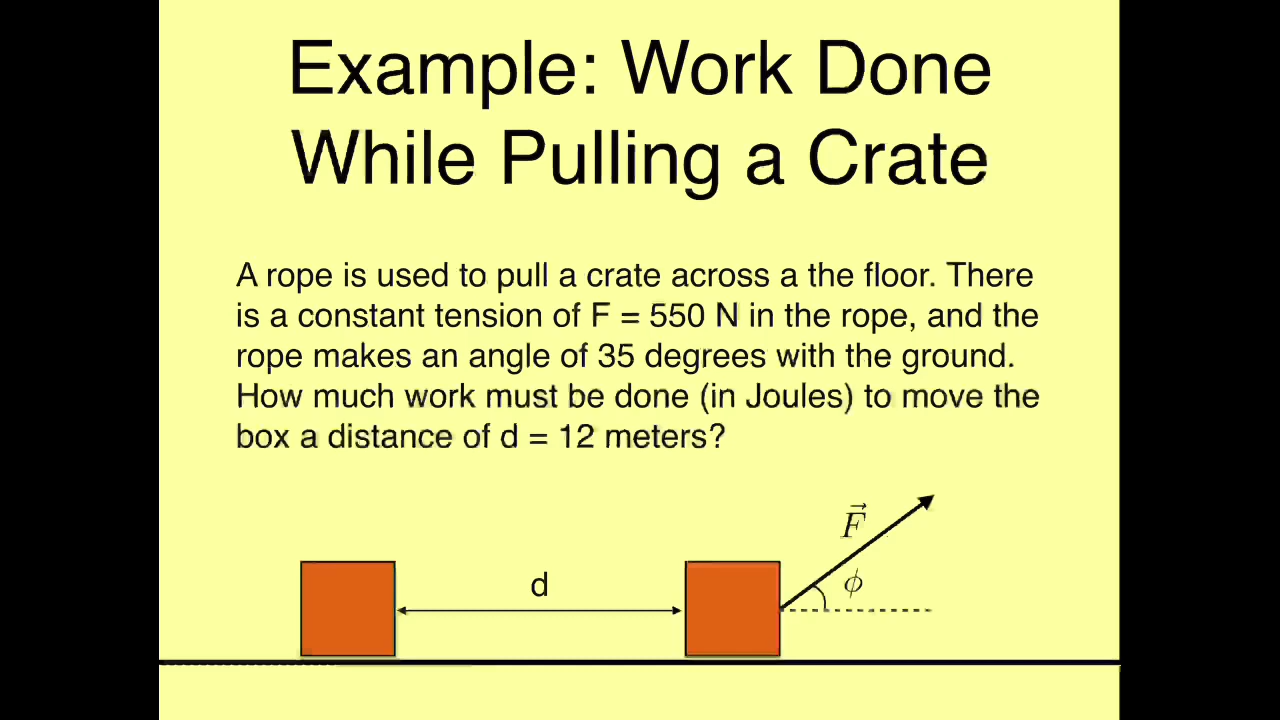 Example: Work Done
While Pulling a Crate
A rope is used to pull a crate across a the floor. There
is a constant tension of F = 550 N in the rope, and the
rope makes an angle of 35 degrees with the ground.
How much work must be done (in Joules) to move the
box a distance of d = 12 meters?
F⃗
d
ϕ